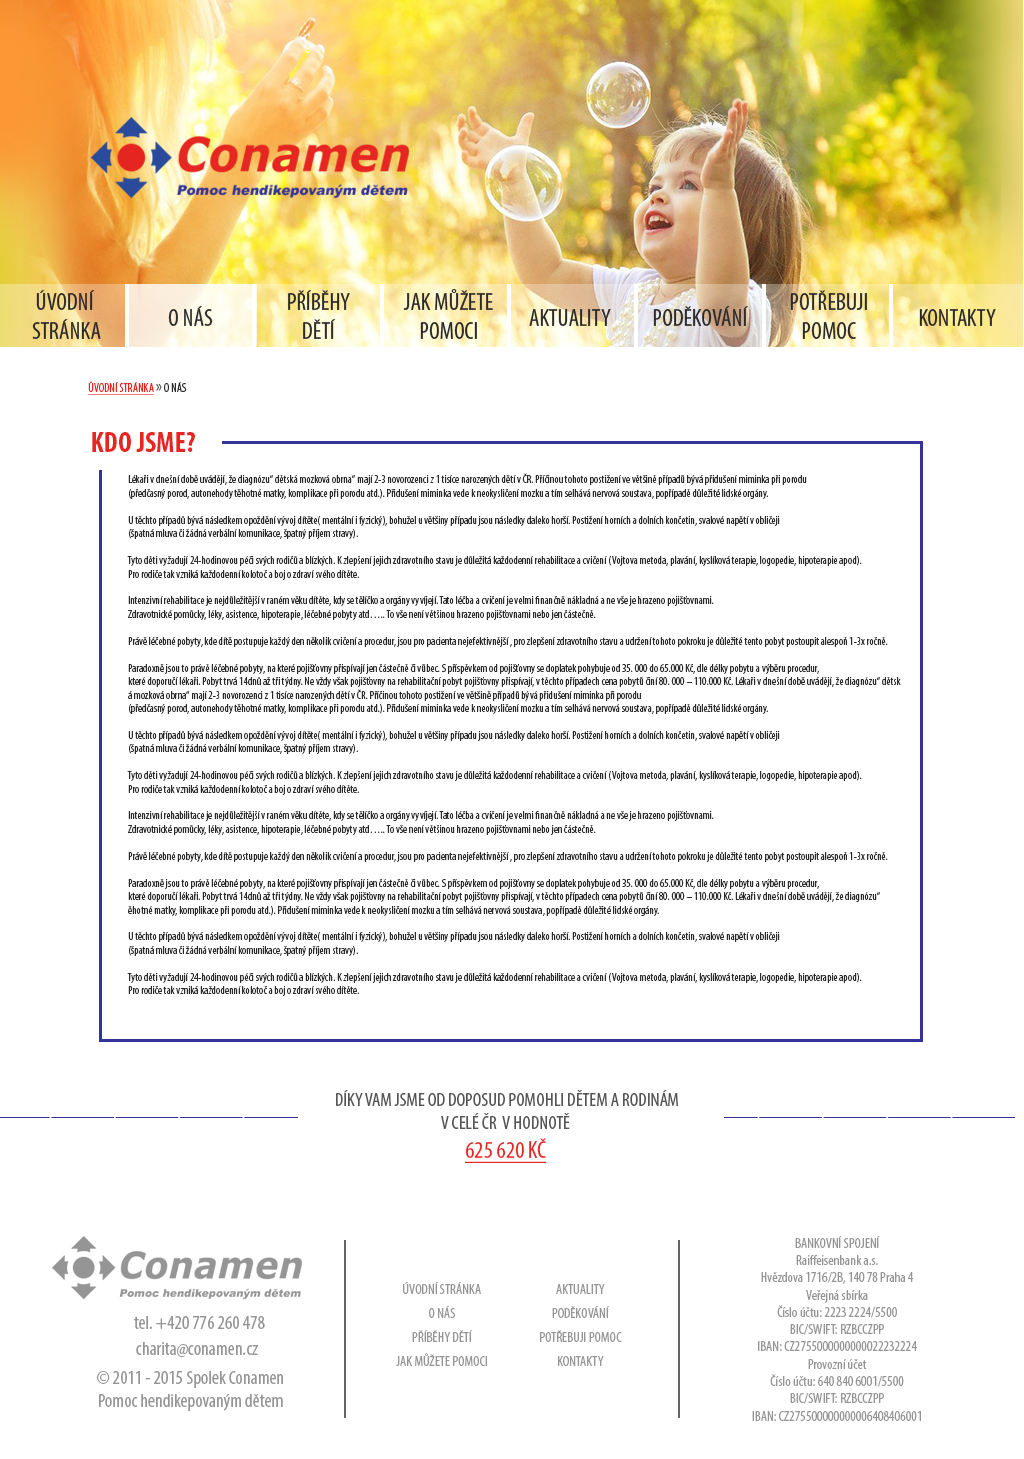 Conamen
Pomoc hendikepovaným dětem
ÚVODNÍ
STRÁNKA
O NÁS
PŘÍBĚHY
DĚTÍ
JAK MŮŽETE
POMOCI
AKTUALITY
PODĚKOVÁNÍ
POTŘEBUJI
POMOC
KONTAKTY
ÚVODNÍ STRÁNKA » O NÁS
KDO JSME?
Lékaři v dnešní době uvádějí, že diagnózu“ dětská mozková obrna“ mají 2-3 novorozenci z 1 tisíce narozených dětí v ČR. Příčinou tohoto postižení ve většině případů bývá přidušení miminka při porodu
(předčasný porod, autonehody těhotné matky, komplikace při porodu atd.). Přidušení miminka vede k neokysličení mozku a tím selhává nervová soustava, popřípadě důležité lidské orgány.
U těchto případů bývá následkem opoždění vývoj dítěte( mentální i fyzický), bohužel u většiny případu jsou následky daleko horší. Postižení horních a dolních končetin, svalové napětí v obličeji
(špatná mluva či žádná verbální komunikace, špatný příjem stravy).
Tyto děti vyžadují 24-hodinovou péči svých rodičů a blízkých. K zlepšení jejich zdravotního stavu je důležitá každodenní rehabilitace a cvičení (Vojtova metoda, plavání, kyslíková terapie, logopedie, hipoterapie apod).
Pro rodiče tak vzniká každodenní kolotoč a boj o zdraví svého dítěte.
Intenzivní rehabilitace je nejdůležitější v raném věku dítěte, kdy se tělíčko a orgány vyvíjejí. Tato léčba a cvičení je velmi finančně nákladná a ne vše je hrazeno pojišťovnami.
Zdravotnické pomůcky, léky, asistence, hipoterapie, léčebné pobyty atd….. To vše není většinou hrazeno pojišťovnami nebo jen částečně.
Právě léčebné pobyty, kde dítě postupuje každý den několik cvičení a procedur, jsou pro pacienta nejefektivnější , pro zlepšení zdravotního stavu a udržení tohoto pokroku je důležité tento pobyt postoupit alespoň 1-3x ročně.
Paradoxně jsou to právě léčebné pobyty, na které pojišťovny přispívají jen částečně či vůbec. S příspěvkem od pojišťovny se doplatek pohybuje od 35. 000 do 65.000 Kč, dle délky pobytu a výběru procedur,
které doporučí lékaři. Pobyt trvá 14dnů až tři týdny. Ne vždy však pojišťovny na rehabilitační pobyt pojišťovny přispívají, v těchto případech cena pobytů činí 80. 000 – 110.000 Kč. Lékaři v dnešní době uvádějí, že diagnózu“ dětsk
á mozková obrna“ mají 2-3 novorozenci z 1 tisíce narozených dětí v ČR. Příčinou tohoto postižení ve většině případů bývá přidušení miminka při porodu
(předčasný porod, autonehody těhotné matky, komplikace při porodu atd.). Přidušení miminka vede k neokysličení mozku a tím selhává nervová soustava, popřípadě důležité lidské orgány.
U těchto případů bývá následkem opoždění vývoj dítěte( mentální i fyzický), bohužel u většiny případu jsou následky daleko horší. Postižení horních a dolních končetin, svalové napětí v obličeji
(špatná mluva či žádná verbální komunikace, špatný příjem stravy).
Tyto děti vyžadují 24-hodinovou péči svých rodičů a blízkých. K zlepšení jejich zdravotního stavu je důležitá každodenní rehabilitace a cvičení (Vojtova metoda, plavání, kyslíková terapie, logopedie, hipoterapie apod).
Pro rodiče tak vzniká každodenní kolotoč a boj o zdraví svého dítěte.
Intenzivní rehabilitace je nejdůležitější v raném věku dítěte, kdy se tělíčko a orgány vyvíjejí. Tato léčba a cvičení je velmi finančně nákladná a ne vše je hrazeno pojišťovnami.
Zdravotnické pomůcky, léky, asistence, hipoterapie, léčebné pobyty atd….. To vše není většinou hrazeno pojišťovnami nebo jen částečně.
Právě léčebné pobyty, kde dítě postupuje každý den několik cvičení a procedur, jsou pro pacienta nejefektivnější , pro zlepšení zdravotního stavu a udržení tohoto pokroku je důležité tento pobyt postoupit alespoň 1-3x ročně.
Paradoxně jsou to právě léčebné pobyty, na které pojišťovny přispívají jen částečně či vůbec. S příspěvkem od pojišťovny se doplatek pohybuje od 35. 000 do 65.000 Kč, dle délky pobytu a výběru procedur,
které doporučí lékaři. Pobyt trvá 14dnů až tři týdny. Ne vždy však pojišťovny na rehabilitační pobyt pojišťovny přispívají, v těchto případech cena pobytů činí 80. 000 – 110.000 Kč. Lékaři v dnešní době uvádějí, že diagnózu“
ěhotné matky, komplikace při porodu atd.). Přidušení miminka vede k neokysličení mozku a tím selhává nervová soustava, popřípadě důležité lidské orgány.
U těchto případů bývá následkem opoždění vývoj dítěte( mentální i fyzický), bohužel u většiny případu jsou následky daleko horší. Postižení horních a dolních končetin, svalové napětí v obličeji
(špatná mluva či žádná verbální komunikace, špatný příjem stravy).
Tyto děti vyžadují 24-hodinovou péči svých rodičů a blízkých. K zlepšení jejich zdravotního stavu je důležitá každodenní rehabilitace a cvičení (Vojtova metoda, plavání, kyslíková terapie, logopedie, hipoterapie apod).
Pro rodiče tak vzniká každodenní kolotoč a boj o zdraví svého dítěte.
DÍKY VAM JSME OD DOPOSUD POMOHLI DĚTEM A RODINÁM
V CELÉ ČR V HODNOTĚ
625 620 KČ
Conamen
Pomoc hendikepovaným dětem
tel. +420 776 260 478
charita@conamen.cz
© 2011 - 2015 Spolek Conamen
Pomoc hendikepovaným dětem
ÚVODNÍ STRÁNKA
O NÁS
PŘÍBĚHY DĚTÍ
JAK MŮŽETE POMOCI
AKTUALITY
PODĚKOVÁNÍ
POTŘEBUJI POMOC
KONTAKTY
BANKOVNÍ SPOJENÍ
Raiffeisenbank a.s.
Hvězdova 1716/2B, 140 78 Praha 4
Veřejná sbírka
Číslo účtu: 2223 2224/5500
BIC/SWIFT: RZBCCZPP
IBAN: CZ2755000000000022232224
Provozní účet
Číslo účtu: 640 840 6001/5500
BIC/SWIFT: RZBCCZPP
IBAN: CZ2755000000006408406001